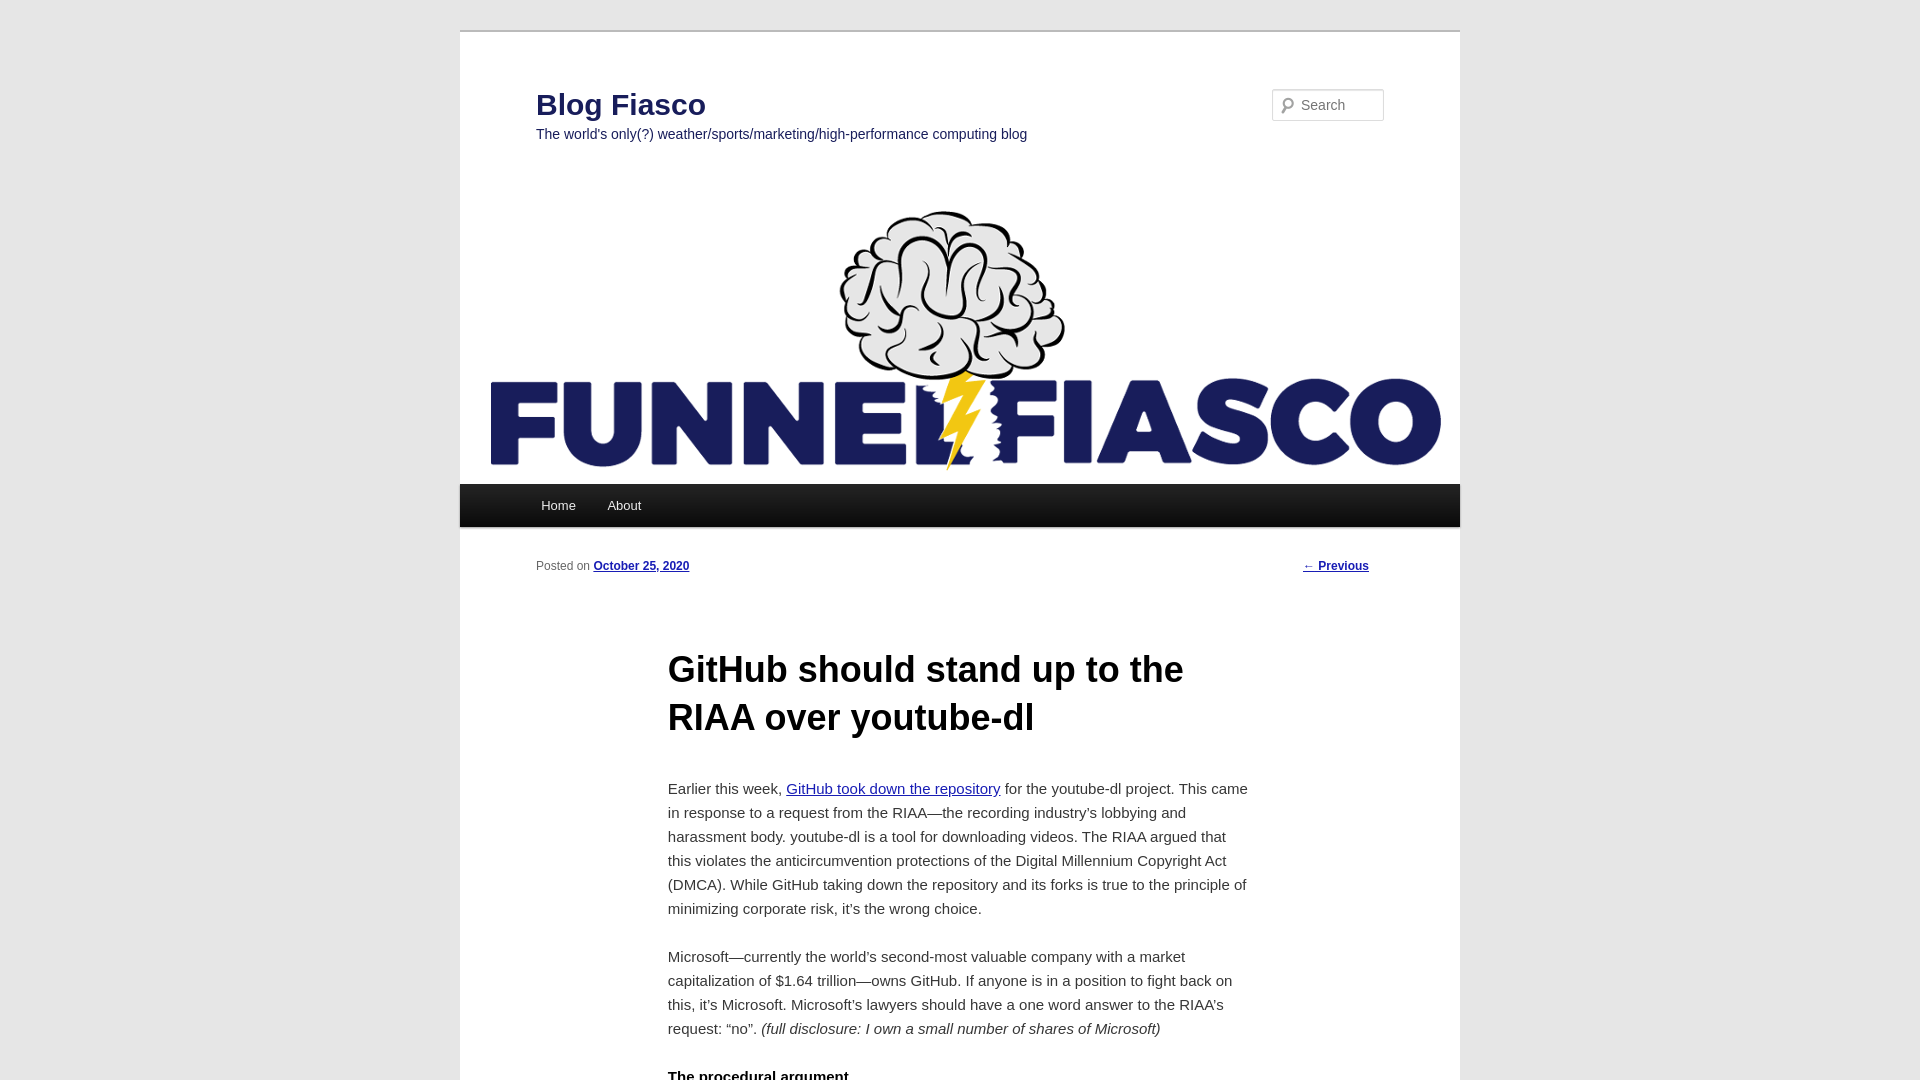 Blog Fiasco
Search
The world's only(?) weather/sports/marketing/high-performance computing blog
FUNNEL FIASCO
Home About
Posted on October 25, 2020
← Previous
GitHub should stand up to the
RIAA over youtube-dl
Earlier this week, GitHub took down the repository for the youtube-dl project. This came
in response to a request from the RIAA—the recording industry’s lobbying and
harassment body. youtube-dl is a tool for downloading videos. The RIAA argued that
this violates the anticircumvention protections of the Digital Millennium Copyright Act
(DMCA). While GitHub taking down the repository and its forks is true to the principle of
minimizing corporate risk, it’s the wrong choice.
Microsoft—currently the world’s second-most valuable company with a market
capitalization of $1.64 trillion—owns GitHub. If anyone is in a position to fight back on
this, it’s Microsoft. Microsoft’s lawyers should have a one word answer to the RIAA’s
request: “no”. (full disclosure: I own a small number of shares of Microsoft)
The procedural argument